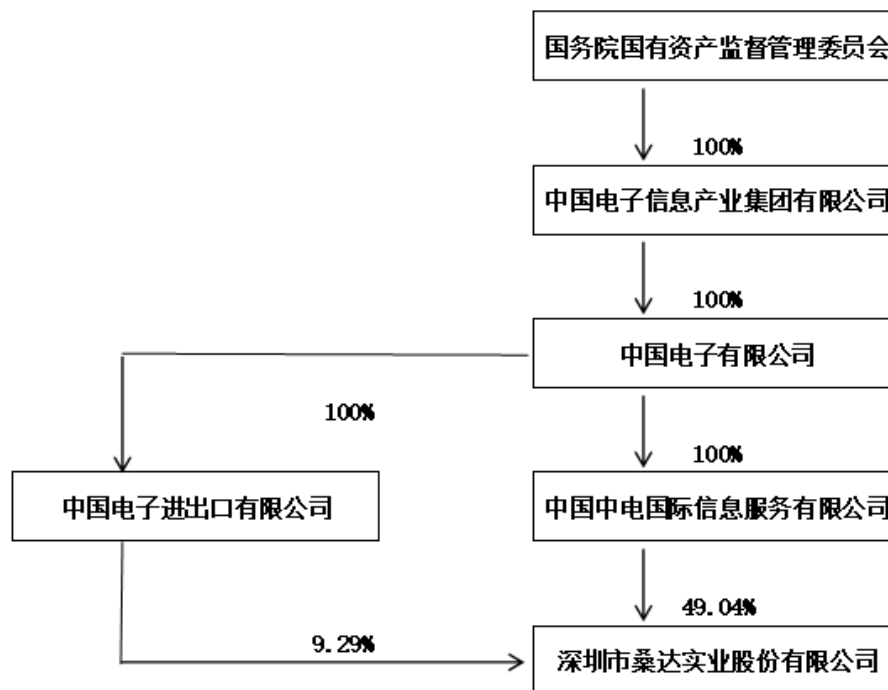 国务院国有资产监督管理委员会
100%
中国电子信息产业集团有限公司
100%
中国电子有限公司
100%
100%
中国电子进出口有限公司
中国中电国际信息服务有限公司
49.04%
9.29%
深圳市桑达实业股份有限公司